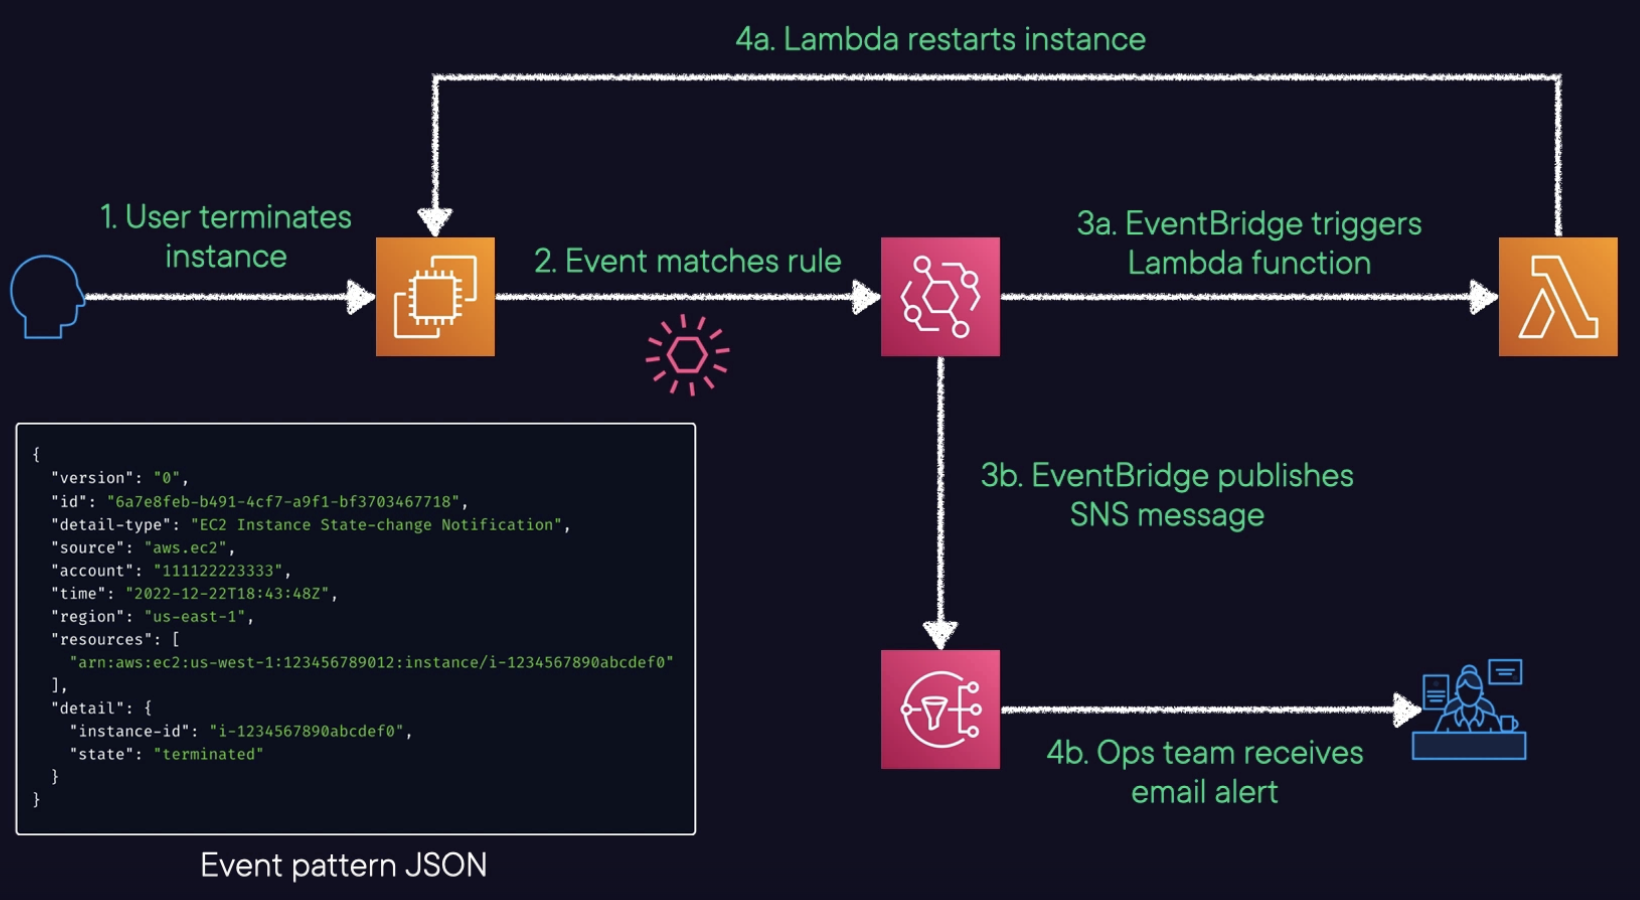 4a. Lambda restarts instance
1. User terminates
instance
2. Event matches rule
3a. EventBridge triggers
Lambda function
3b. EventBridge publishes
SNS message
4b. Ops team receives
email alert
{
"version": "0",
"id": "6a7e8feb-b491-4cf7-a9f1-bf3703467718",
"detail-type": "EC2 Instance State-change Notification",
"source": "aws.ec2",
"account": "111122223333",
"time": "2022-12-22T18:43:48Z",
"region": "us-east-1",
"resources": [
"arn:aws:ec2:us-west-1:123456789012:instance/i-1234567890abcdef0"
],
"detail": {
"instance-id": "i-1234567890abcdef0",
"state": "terminated"
}
}
Event pattern JSON